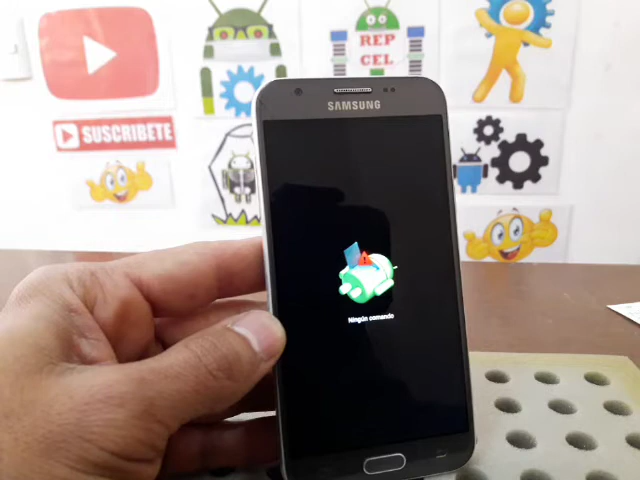 REP
CEL
SUSCRIBETE
SAMSUNG
Ningún comando